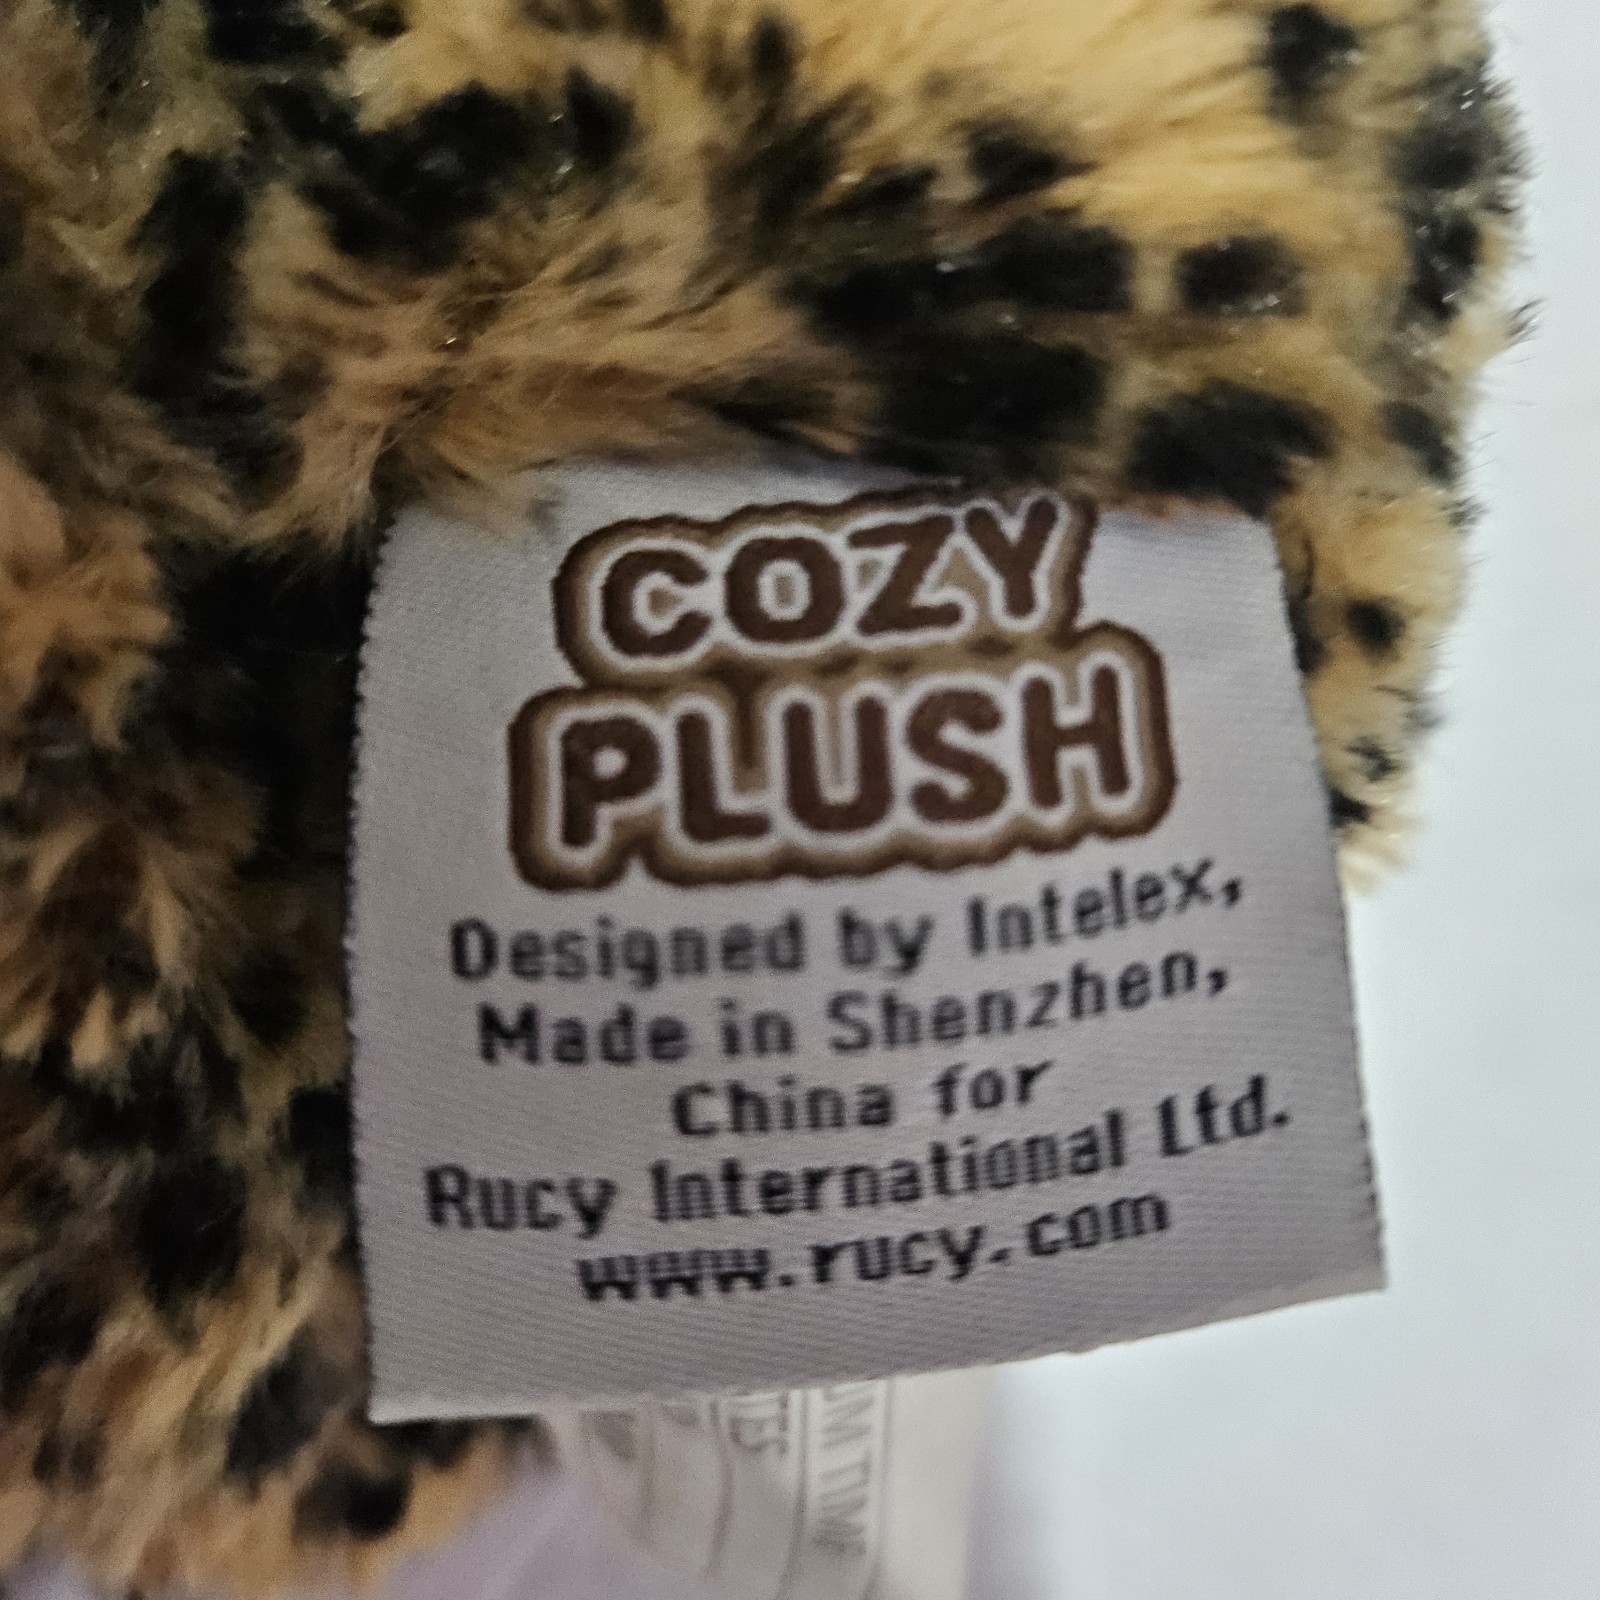 COZY
PLUSH
Designed by Intelex,
Made in Shenzhen,
China for
Rucy International Ltd.
www.rucy.com